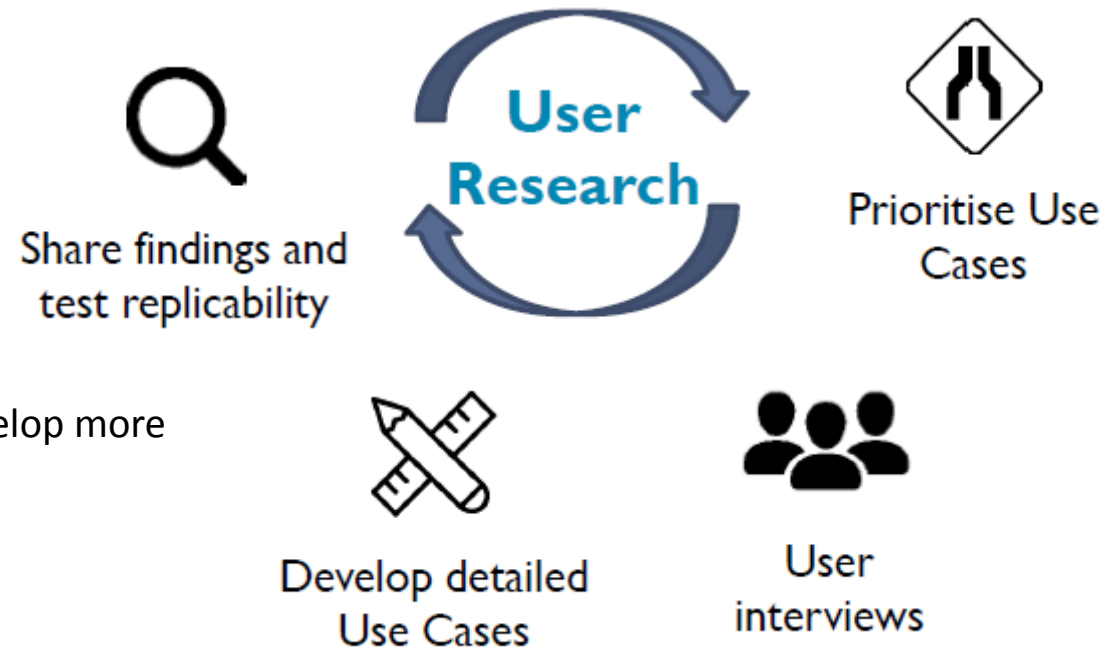 User
Research
Prioritise Use
Cases
Share findings and
test replicability
elop more
Develop detailed
Use Cases
User
interviews